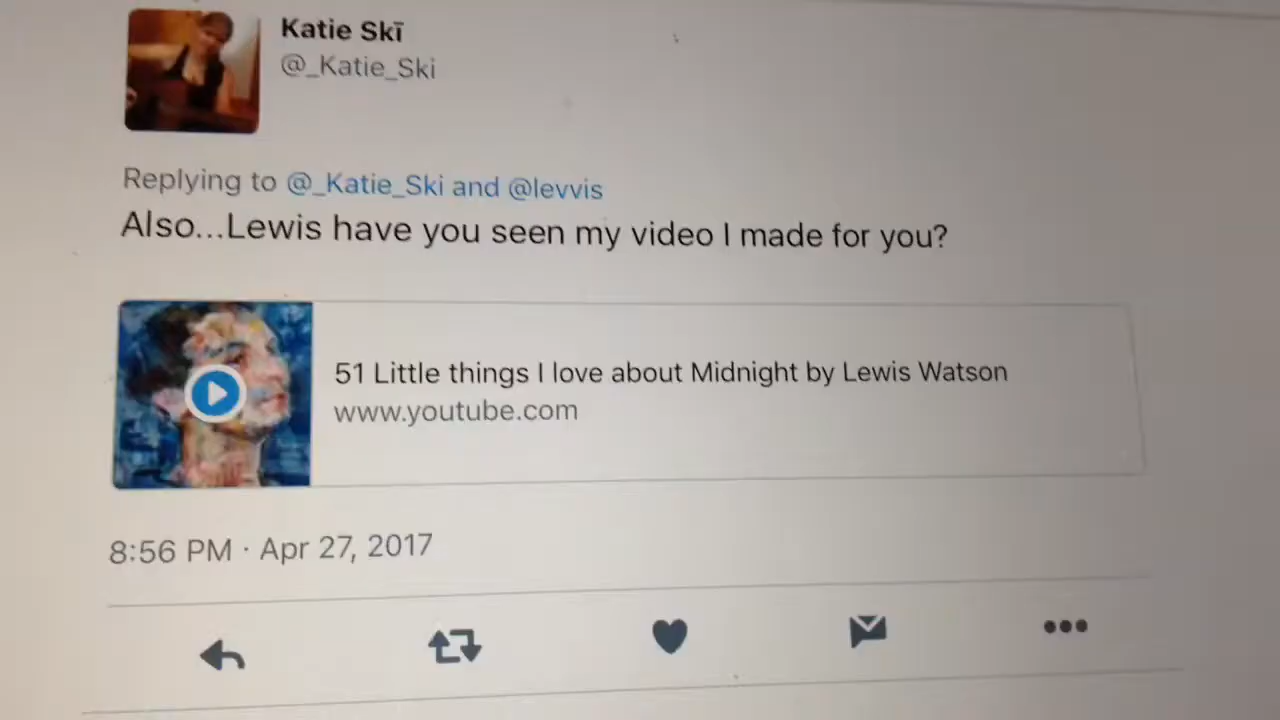 Katie Skī
@_Katie_Ski
Replying to @_Katie_Ski and @levvis
Also...Lewis have you seen my video I made for you?
51 Little things I love about Midnight by Lewis Watson
www.youtube.com
8:56 PM · Apr 27, 2017